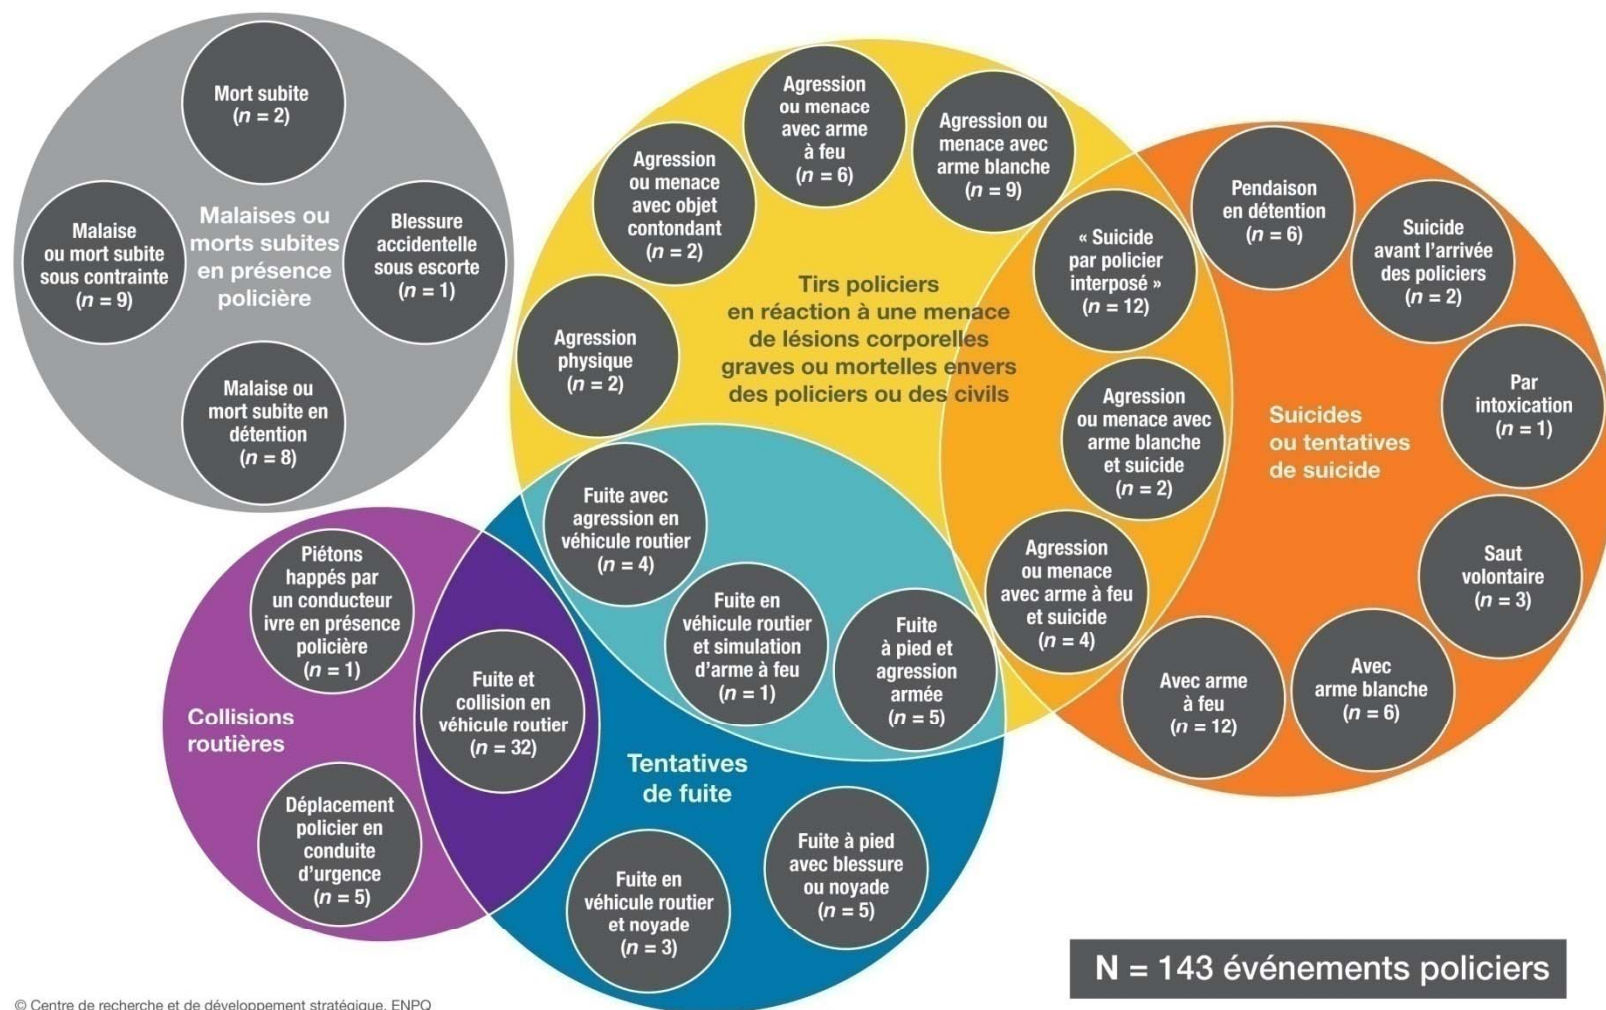 Mort subite
(n = 2)
Malaise
ou mort subite
sous contrainte
(n = 9)
Malaises ou
morts subites
en présence
policière
Blessure
accidentelle
sous escorte
(n = 1)
Malaise ou
mort subite en
détention
(n = 8)
Agression
ou menace
avec arme
à feu
(n = 6)
Agression ou
menace avec
arme blanche
(n = 9)
Agression
ou menace
avec objet
contondant
(n = 2)
Agression
physique
(n = 2)
Tirs policiers
en réaction à une menace
de lésions corporelles
graves ou mortelles envers
des policiers ou des civils
« Suicide
par policier
interposé »
(n = 12)
Agression
ou menace avec
arme blanche
et suicide
(n = 2)
Agression
ou menace
avec arme à feu
et suicide
(n = 4)
Pendaison
en détention
(n = 6)
Suicide
avant l'arrivée
des policiers
(n = 2)
Par
intoxication
(n = 1)
Suicides
ou tentatives
de suicide
Saut
volontaire
(n = 3)
Avec
arme blanche
(n = 6)
Avec arme
à feu
(n = 12)
Fuite avec
agression en
véhicule routier
(n = 4)
Fuite en
véhicule routier
et simulation
d'arme à feu
(n = 1)
Fuite
à pied et
agression
armée
(n = 5)
Piétons
happés par
un conducteur
ivre en présence
policière
(n = 1)
Collisions
routières
Fuite et
collision en
véhicule routier
(n = 32)
Déplacement
policier en
conduite
d'urgence
(n = 5)
Tentatives
de fuite
Fuite en
véhicule routier
et noyade
(n = 3)
Fuite à pied
avec blessure
ou noyade
(n = 5)
N = 143 événements policiers
© Centre de recherche et de développement stratégique, ENPQ